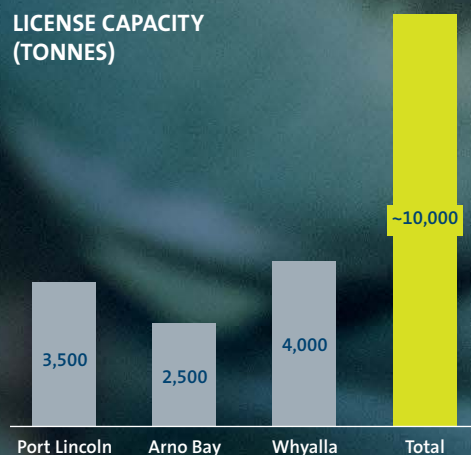 LICENSE CAPACITY
(TONNES)
~10,000
3,500
2,500
4,000
Port Lincoln
Arno Bay
Whyalla
Total